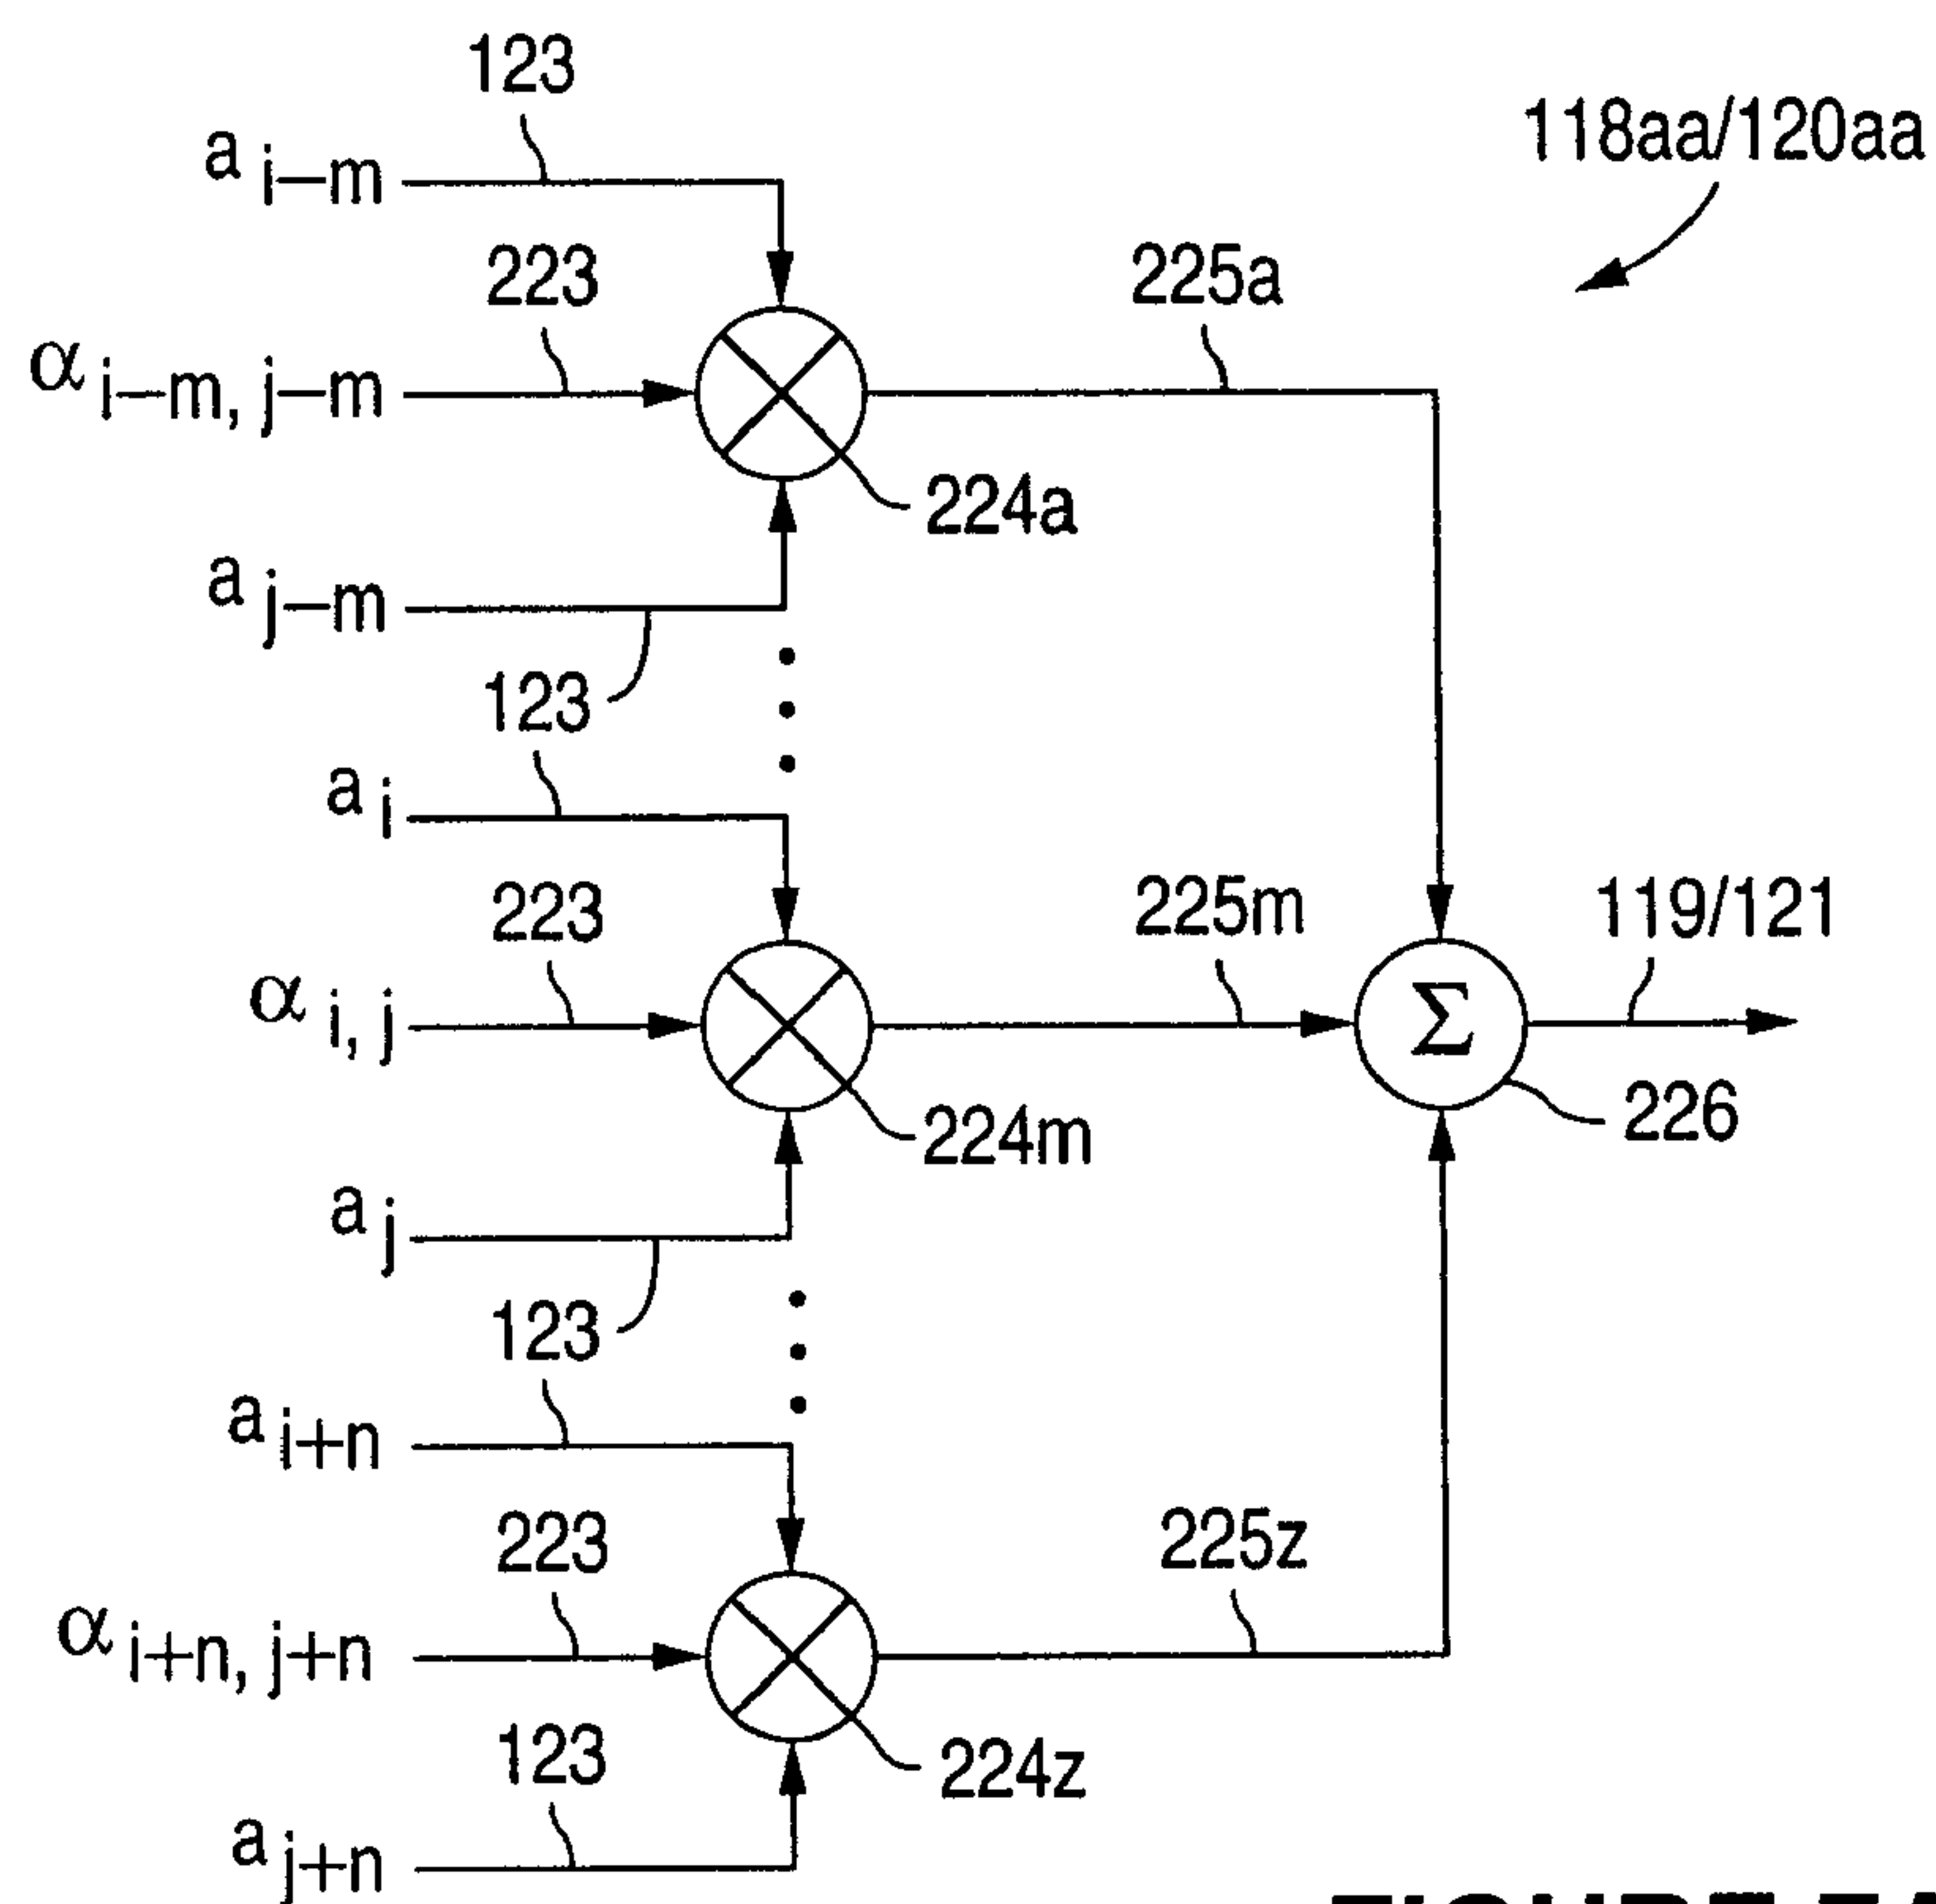 123
a i–m
118aa/120aa
223
225a
α i–m, j–m
224a
a j–m
123
a i
223
225m
119/121
α i, j
Σ
226
224m
a j
123
a i+n
223
225z
α i+n, j+n
123
224z
a j+n